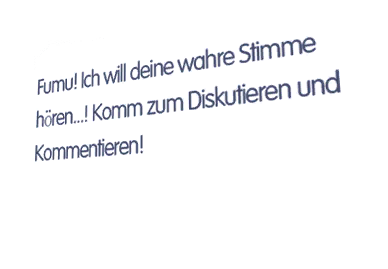 Fumu! Ich will deine wahre Stimme
hören...! Komm zum Diskutieren und
Kommentieren!